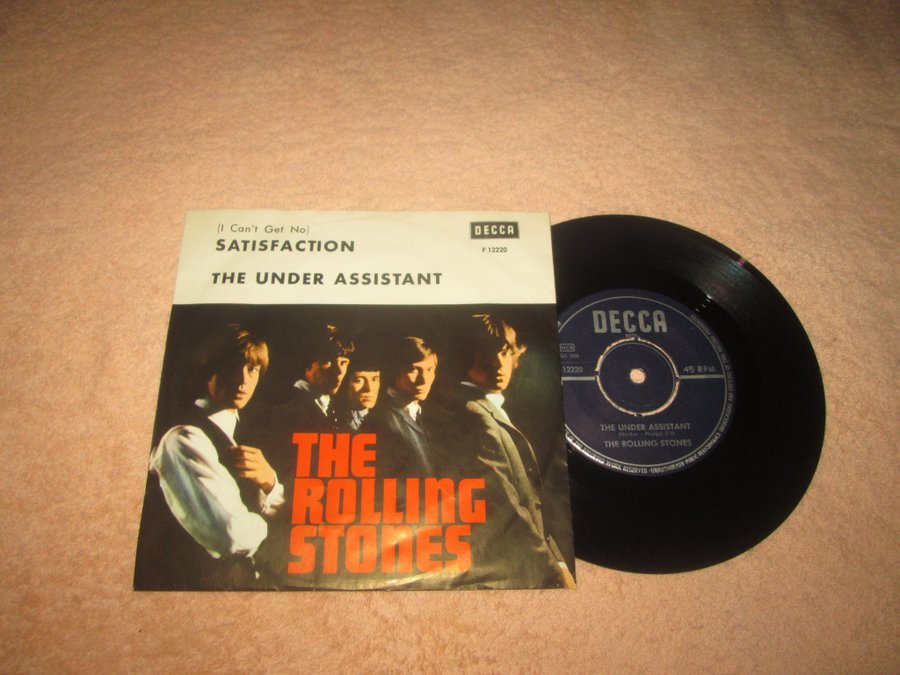 (I Can't Get No)
SATISFACTION
THE UNDER ASSISTANT
DECCA
F 12220
THE
ROLLING
STONES
DECCA
12220
45 RPM
THE UNDER ASSISTANT
THE ROLLING STONES